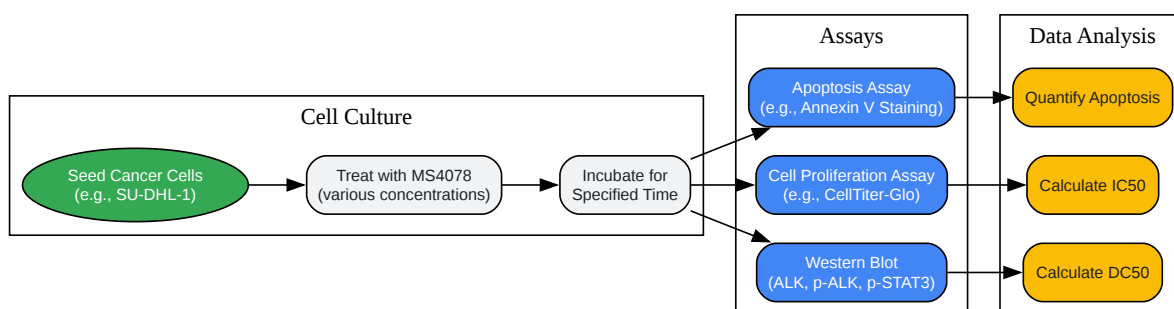 Cell Culture
Seed Cancer Cells
(e.g., SU-DHL-1)
Treat with MS4078
(various concentrations)
Incubate for
Specified Time
Assays
Apoptosis Assay
(e.g., Annexin V Staining)
Cell Proliferation Assay
(e.g., CellTiter-Glo)
Western Blot
(ALK, p-ALK, p-STAT3)
Data Analysis
Quantify Apoptosis
Calculate IC50
Calculate DC50